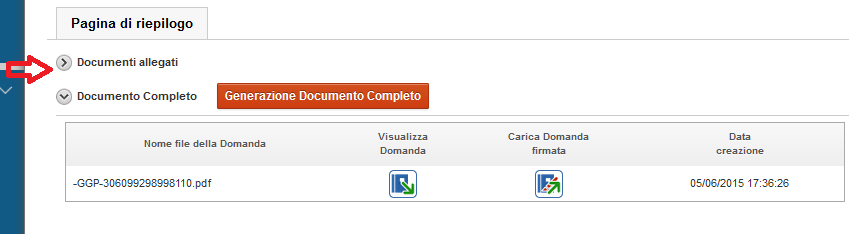 Pagina di riepilogo
Documenti allegati
Documento Completo Generazione Documento Completo
Nome file della Domanda Visualizza Domanda Carica Domanda firmata Data creazione
-GGP-306099298998110.pdf 05/06/2015 17:36:26